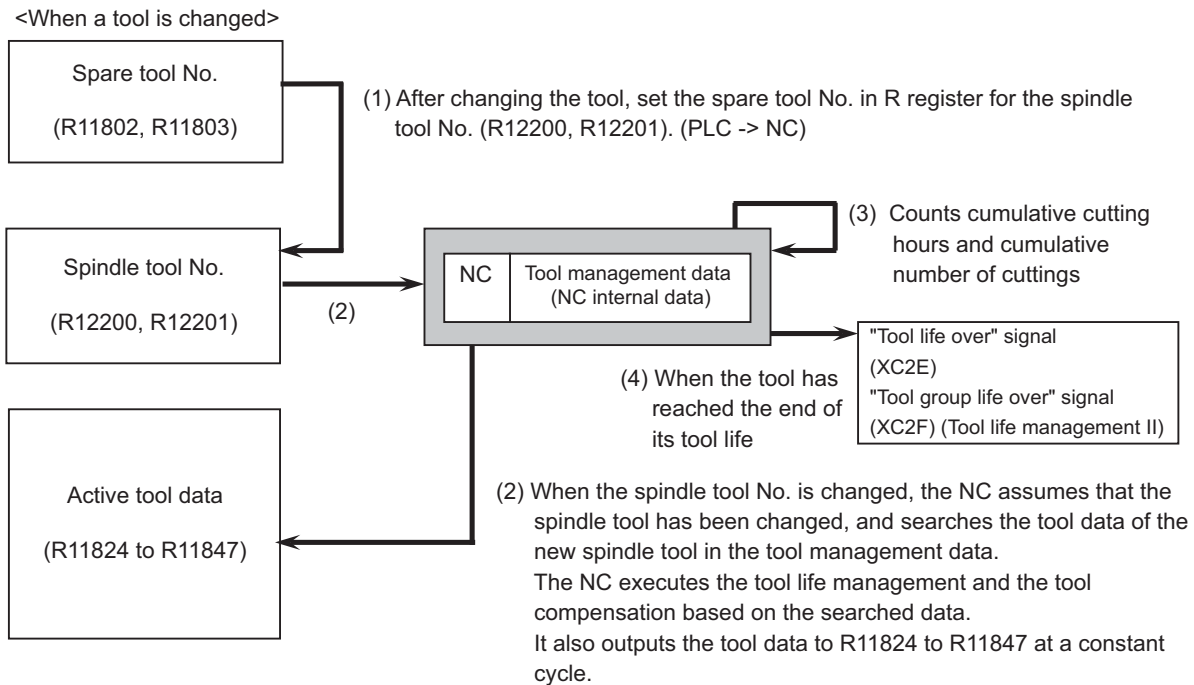 <When a tool is changed>
Spare tool No.
(R11802, R11803)
(1) After changing the tool, set the spare tool No. in R register for the spindle
tool No. (R12200, R12201). (PLC -> NC)
Spindle tool No.
(R12200, R12201)
(2)
NC
Tool management data
(NC internal data)
(3) Counts cumulative cutting
hours and cumulative
number of cuttings
(4) When the tool has
reached the end of
its tool life
"Tool life over" signal
(XC2E)
"Tool group life over" signal
(XC2F) (Tool life management II)
Active tool data
(R11824 to R11847)
(2) When the spindle tool No. is changed, the NC assumes that the
spindle tool has been changed, and searches the tool data of the
new spindle tool in the tool management data.
The NC executes the tool life management and the tool
compensation based on the searched data.
It also outputs the tool data to R11824 to R11847 at a constant
cycle.